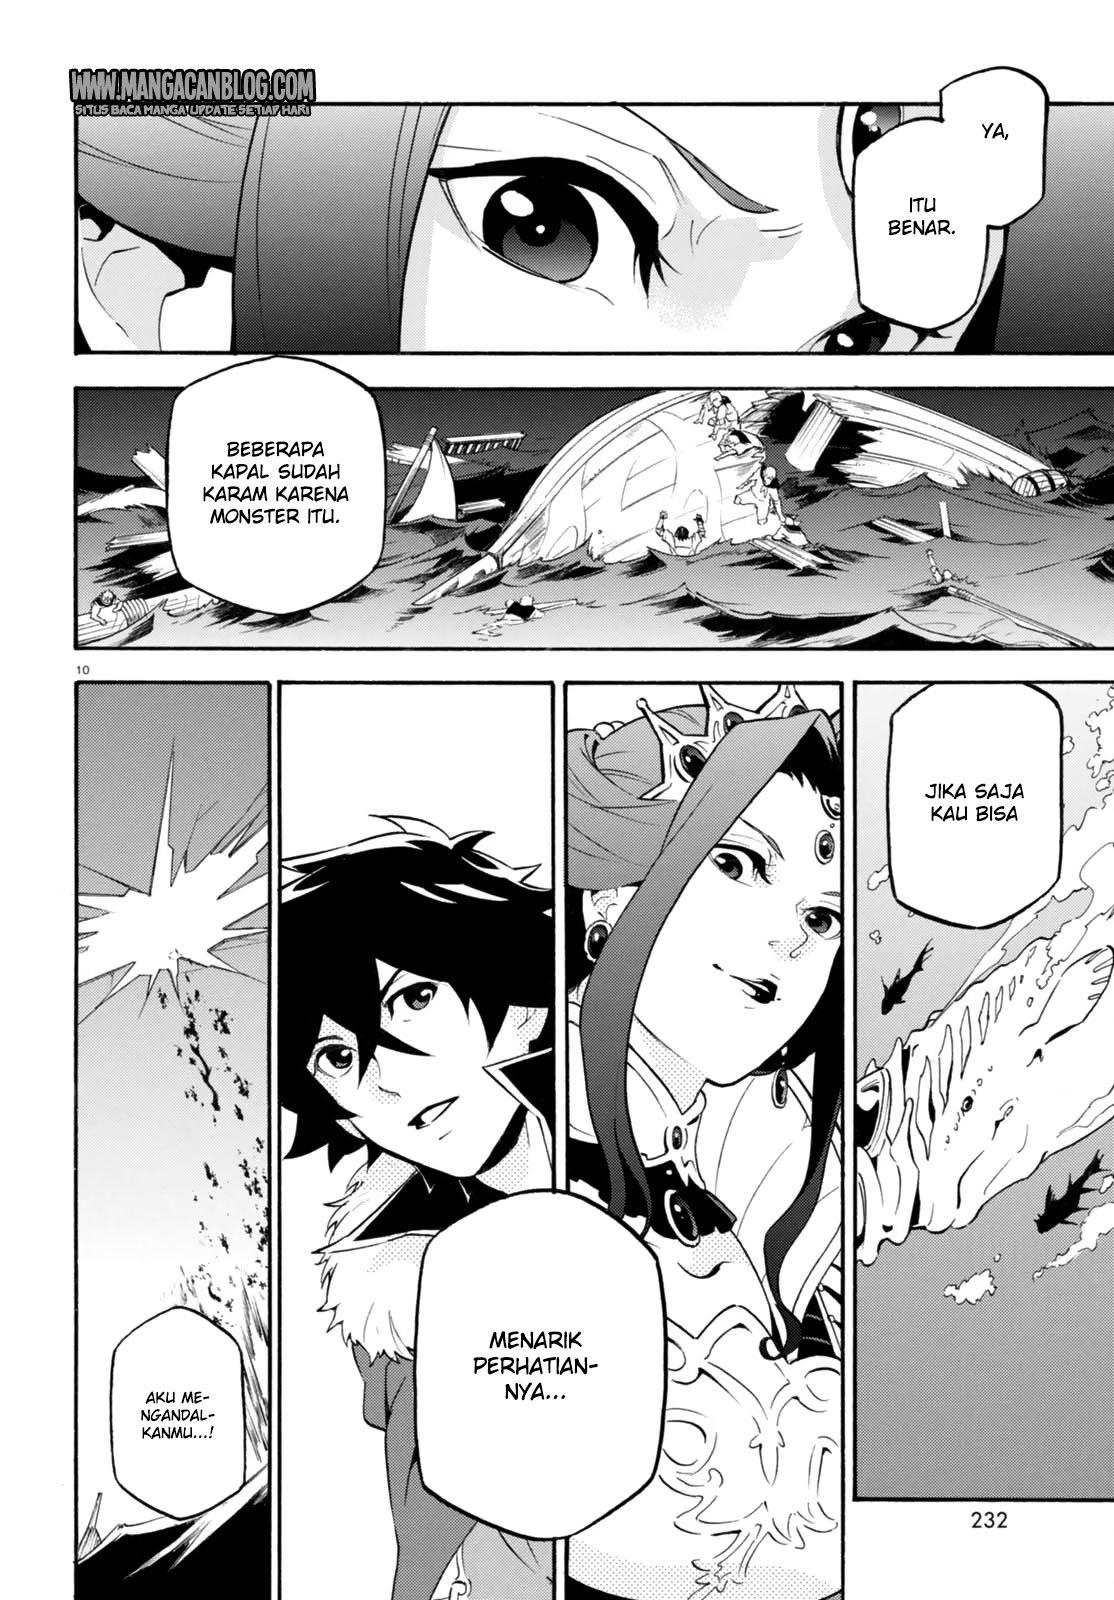 WWW.MANGACANBLOG.COM
SITUS BACA MANGA UPDATE SETIAP HARI
YA,
ITU
BENAR.
BEBERAPA
KAPAL SUDAH
KARAM KARENA
MONSTER ITU.
10
JIKA SAJA
KAU BISA
MENARIK
PERHATIAN-
NYA...
AKU ME-
NGANDAL-
KANMU...!
232